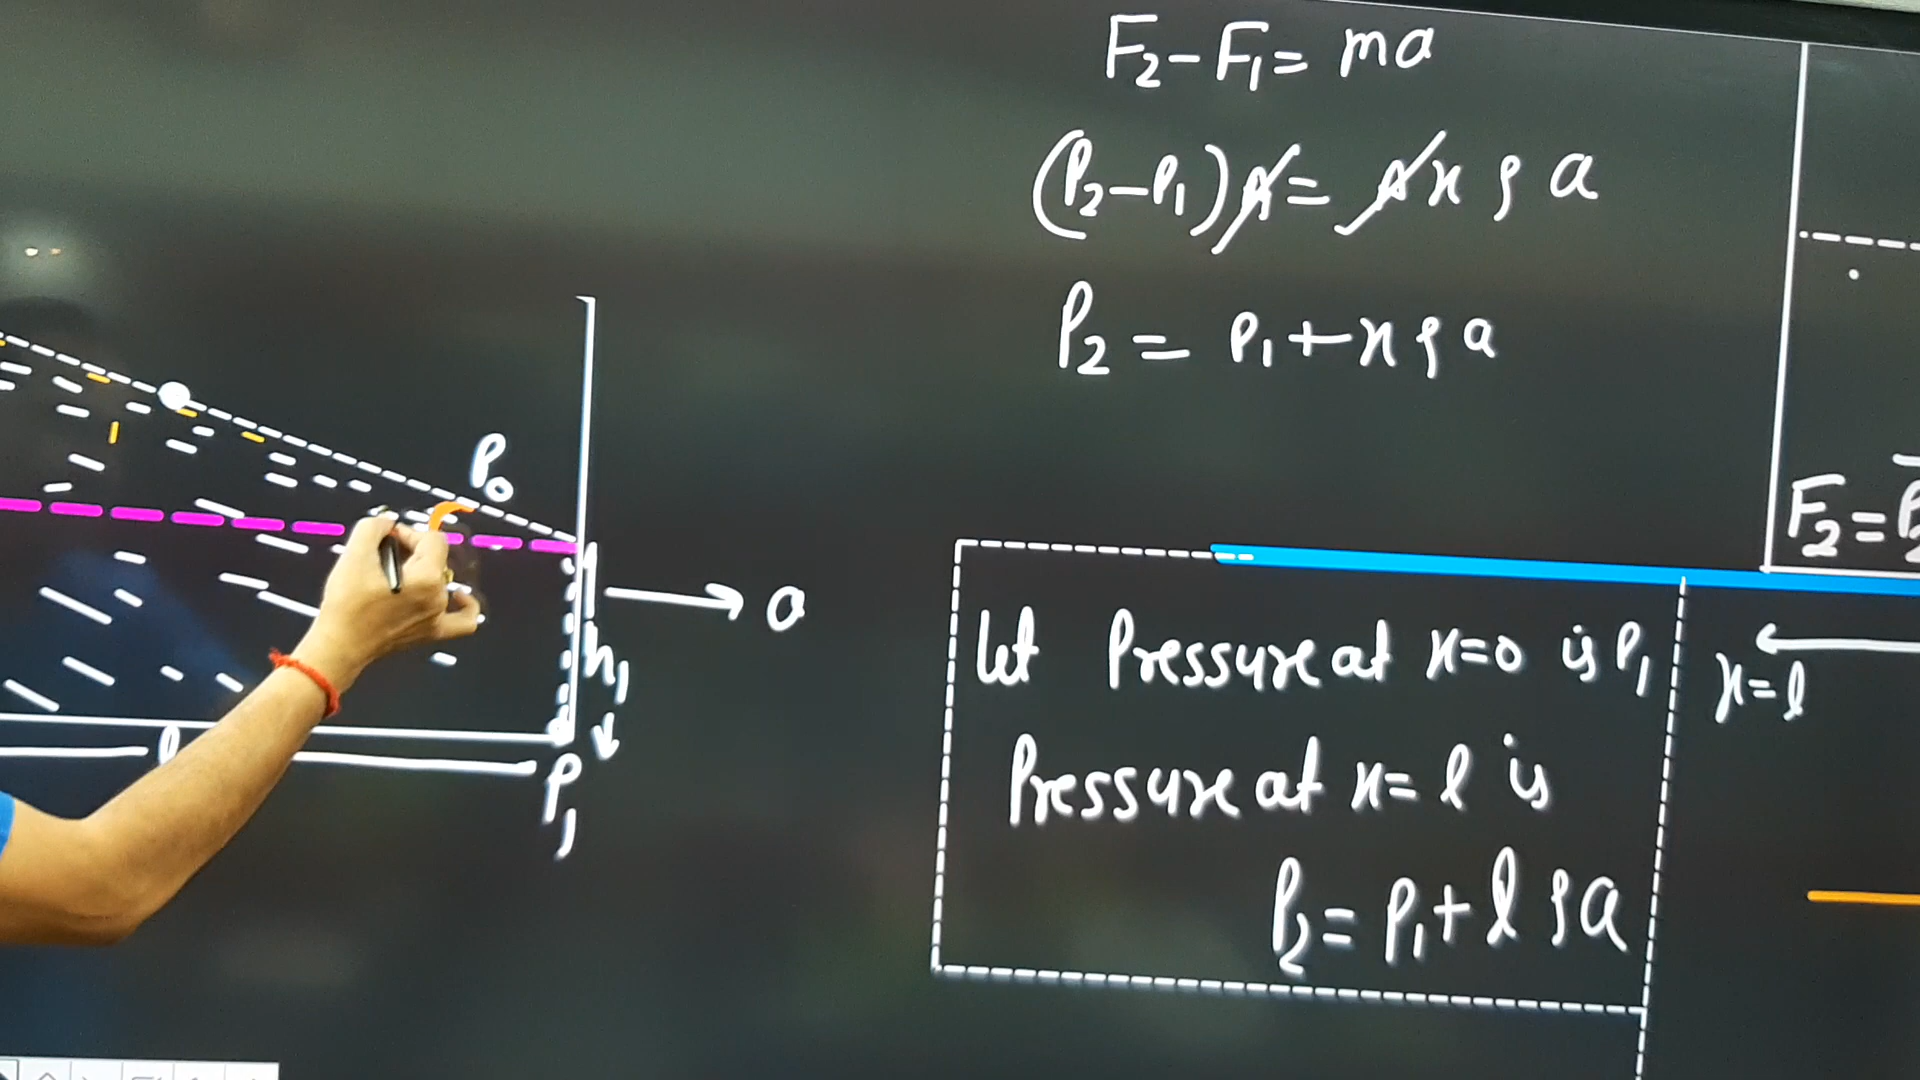 F₂-F₁= ma
(P₂-P₁)A= Axρa
P₂ = P₁+xρa
P₀
a
h₁
l
P₁
F₂=
let Pressure at x=0 is P₁
x=l
Pressure at x=l is
P₂=P₁+lρa